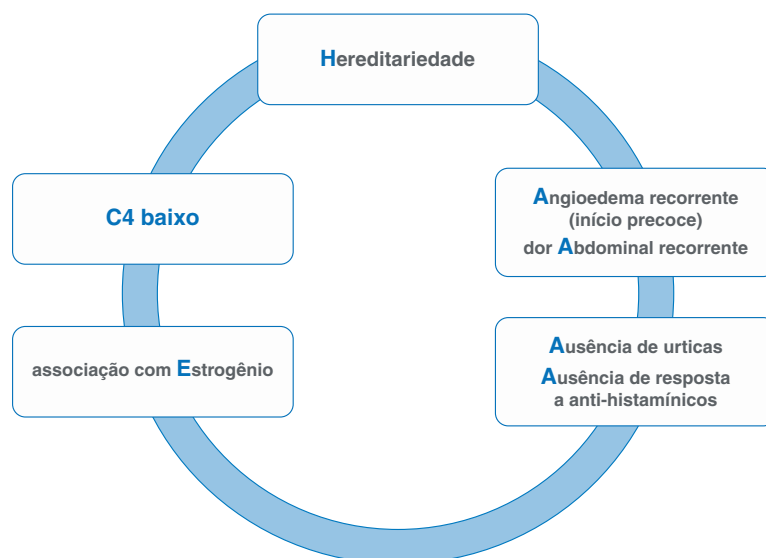 Hereditariedade
C4 baixo
Angioedema recorrente
(início precoce)
dor Abdominal recorrente
associação com Estrogênio
Ausência de urticas
Ausência de resposta
a anti-histamínicos